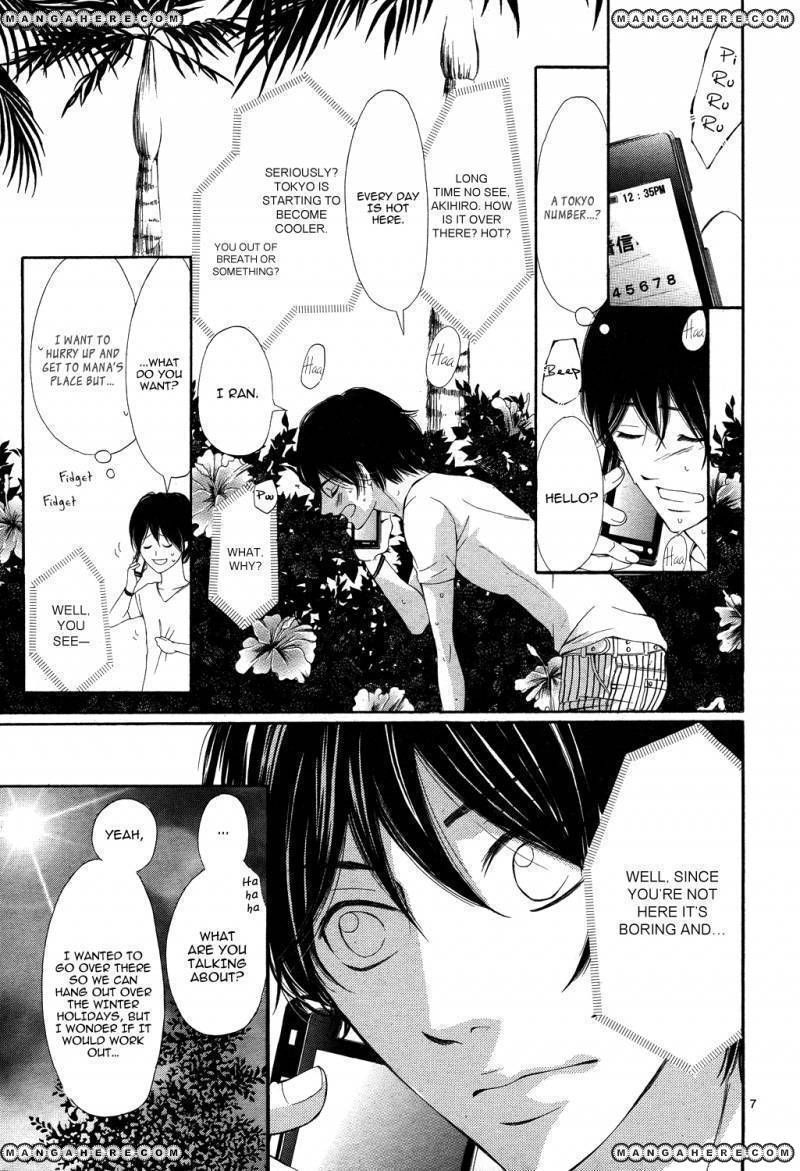 MANGAHERE.COM
MANGAHERE.COM
Pi
Ru
Ru
Ru
12:35PM
着信
45678
A TOKYO
NUMBER...?
Beep
HELLO?
Haa
Haa
LONG
TIME NO SEE,
AKIHIRO. HOW
IS IT OVER
THERE? HOT?
EVERY DAY
IS HOT
HERE.
SERIOUSLY?
TOKYO IS
STARTING TO
BECOME
COOLER.
YOU OUT OF
BREATH OR
SOMETHING?
Haa
Haa
I RAN.
Puu
WHAT.
WHY?
...WHAT
DO YOU
WANT?
I WANT TO
HURRY UP AND
GET TO MANA'S
PLACE BUT...
Fidget
Fidget
WELL,
YOU
SEE—
WELL, SINCE
YOU'RE NOT
HERE IT'S
BORING AND...
...
Ha
ha
ha
WHAT
ARE YOU
TALKING
ABOUT?
YEAH,
I WANTED TO
GO OVER THERE
SO WE CAN
HANG OUT OVER
THE WINTER
HOLIDAYS, BUT
I WONDER IF IT
WOULD WORK
OUT...
7
MANGAHERE.COM
MANGAHERE.COM